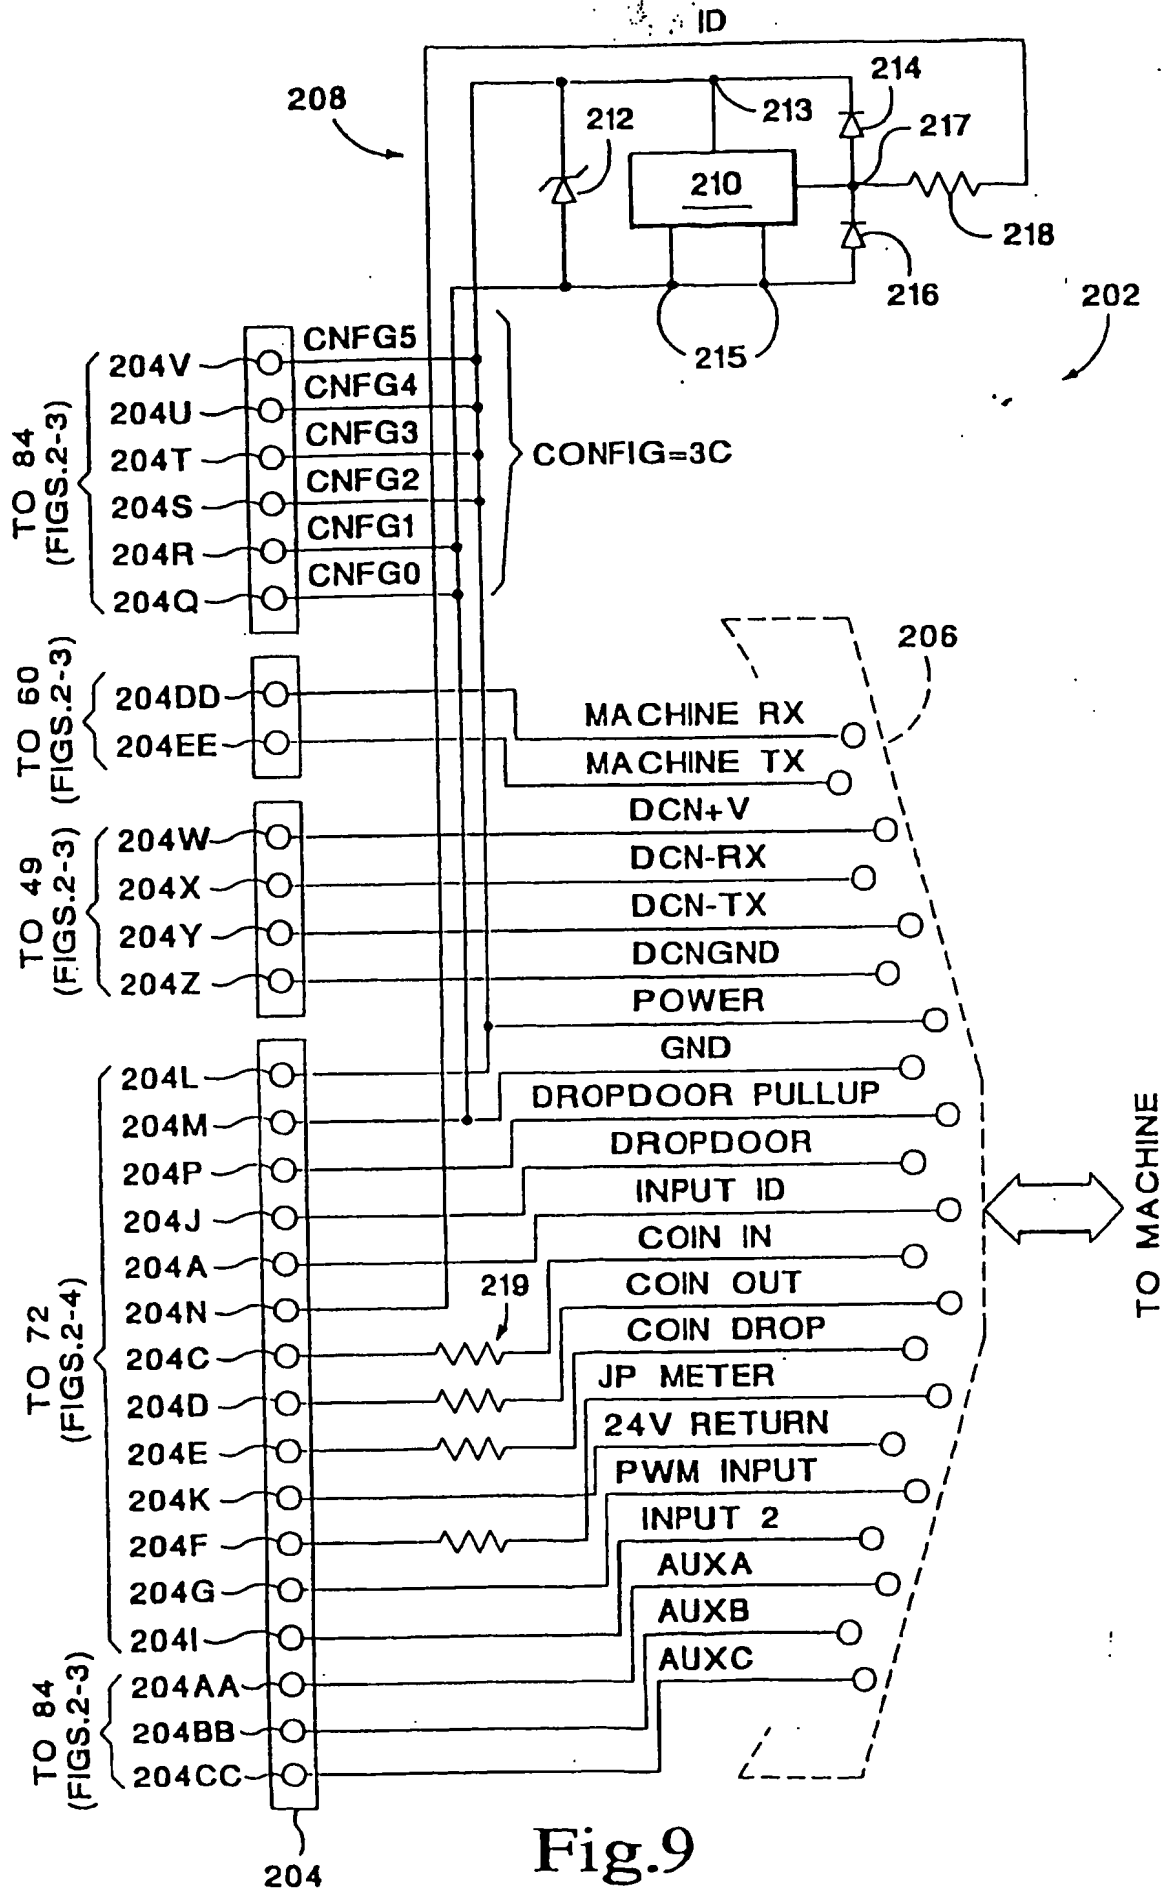 ID
208
212
213
214
217
210
218
216
215
202
TO 84
(FIGS.2-3)
204V
CNFG5
204U
CNFG4
204T
CNFG3
204S
CNFG2
204R
CNFG1
204Q
CNFG0
CONFIG=3C
206
TO 60
(FIGS.2-3)
204DD
MACHINE RX
204EE
MACHINE TX
TO 49
(FIGS.2-3)
204W
DCN+V
204X
DCN-RX
204Y
DCN-TX
204Z
DCNGND
POWER
TO 72
(FIGS.2-4)
204L
GND
204M
DROPDOOR PULLUP
204P
DROPDOOR
204J
INPUT ID
204A
COIN IN
204N
219
COIN OUT
204C
COIN DROP
204D
JP METER
204E
24V RETURN
204K
PWM INPUT
204F
INPUT 2
204G
AUXA
204I
AUXB
TO 84
(FIGS.2-3)
204AA
AUXC
204BB
204CC
TO MACHINE
204
Fig.9